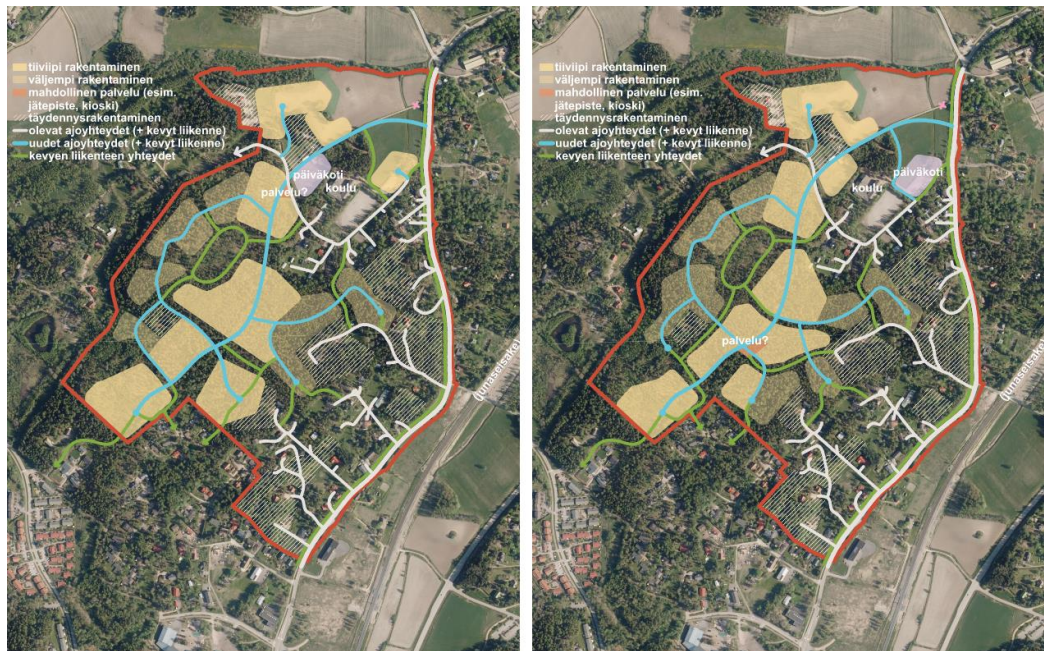 tiiviipi rakentaminen
väljempi rakentaminen
mahdollinen palvelu (esim.
jätepiste, kioski)
täydennysrakentaminen
olevat ajoyhteydet (+ kevyt liikenne)
uudet ajoyhteydet (+ kevyt liikenne)
kevyen liikenteen yhteydet
päiväkoti
palvelu?
koulu
tiiviipi rakentaminen
väljempi rakentaminen
mahdollinen palvelu (esim.
jätepiste, kioski)
täydennysrakentaminen
olevat ajoyhteydet (+ kevyt liikenne)
uudet ajoyhteydet (+ kevyt liikenne)
kevyen liikenteen yhteydet
päiväkoti
koulu
palvelu?